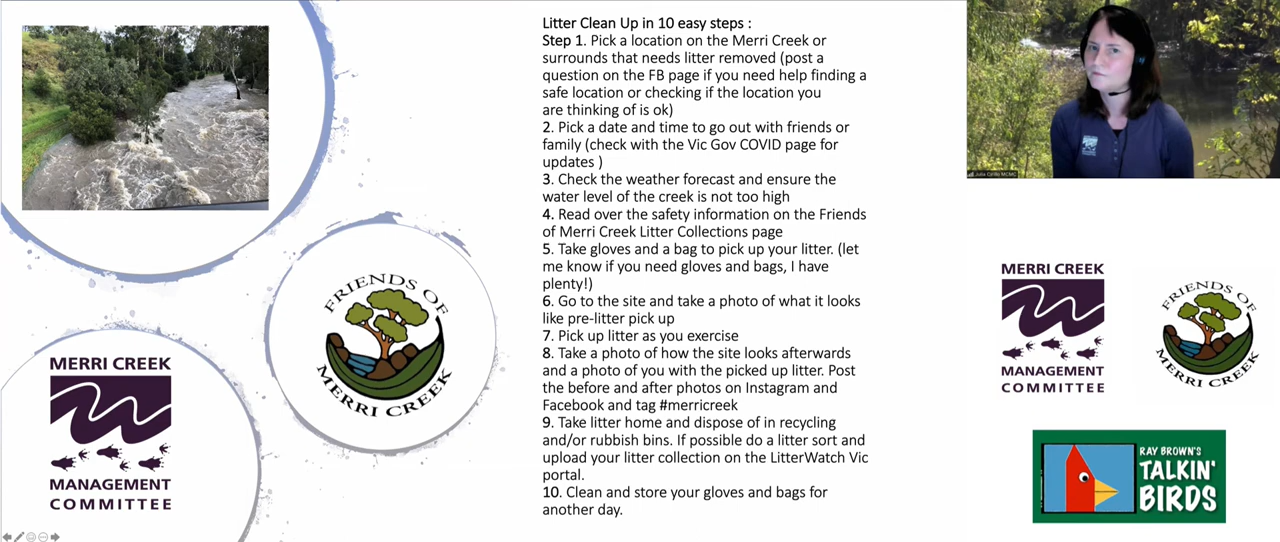 Litter Clean Up in 10 easy steps :
Step 1. Pick a location on the Merri Creek or
surrounds that needs litter removed (post a
question on the FB page if you need help finding a
safe location or checking if the location you
are thinking of is ok)
2. Pick a date and time to go out with friends or
family (check with the Vic Gov COVID page for
updates )
3. Check the weather forecast and ensure the
water level of the creek is not too high
4. Read over the safety information on the Friends
of Merri Creek Litter Collections page
5. Take gloves and a bag to pick up your litter. (let
me know if you need gloves and bags, I have
plenty!)
6. Go to the site and take a photo of what it looks
like pre-litter pick up
7. Pick up litter as you exercise
8. Take a photo of how the site looks afterwards
and a photo of you with the picked up litter. Post
the before and after photos on Instagram and
Facebook and tag #merricreek
9. Take litter home and dispose of in recycling
and/or rubbish bins. If possible do a litter sort and
upload your litter collection on the LitterWatch Vic
portal.
10. Clean and store your gloves and bags for
another day.
FRIENDS OF
MERRI CREEK
MERRI CREEK
MANAGEMENT
COMMITTEE
Julia Cirillo MCMC
MERRI CREEK
MANAGEMENT
COMMITTEE
FRIENDS OF
MERRI CREEK
RAY BROWN'S
TALKIN'
BIRDS